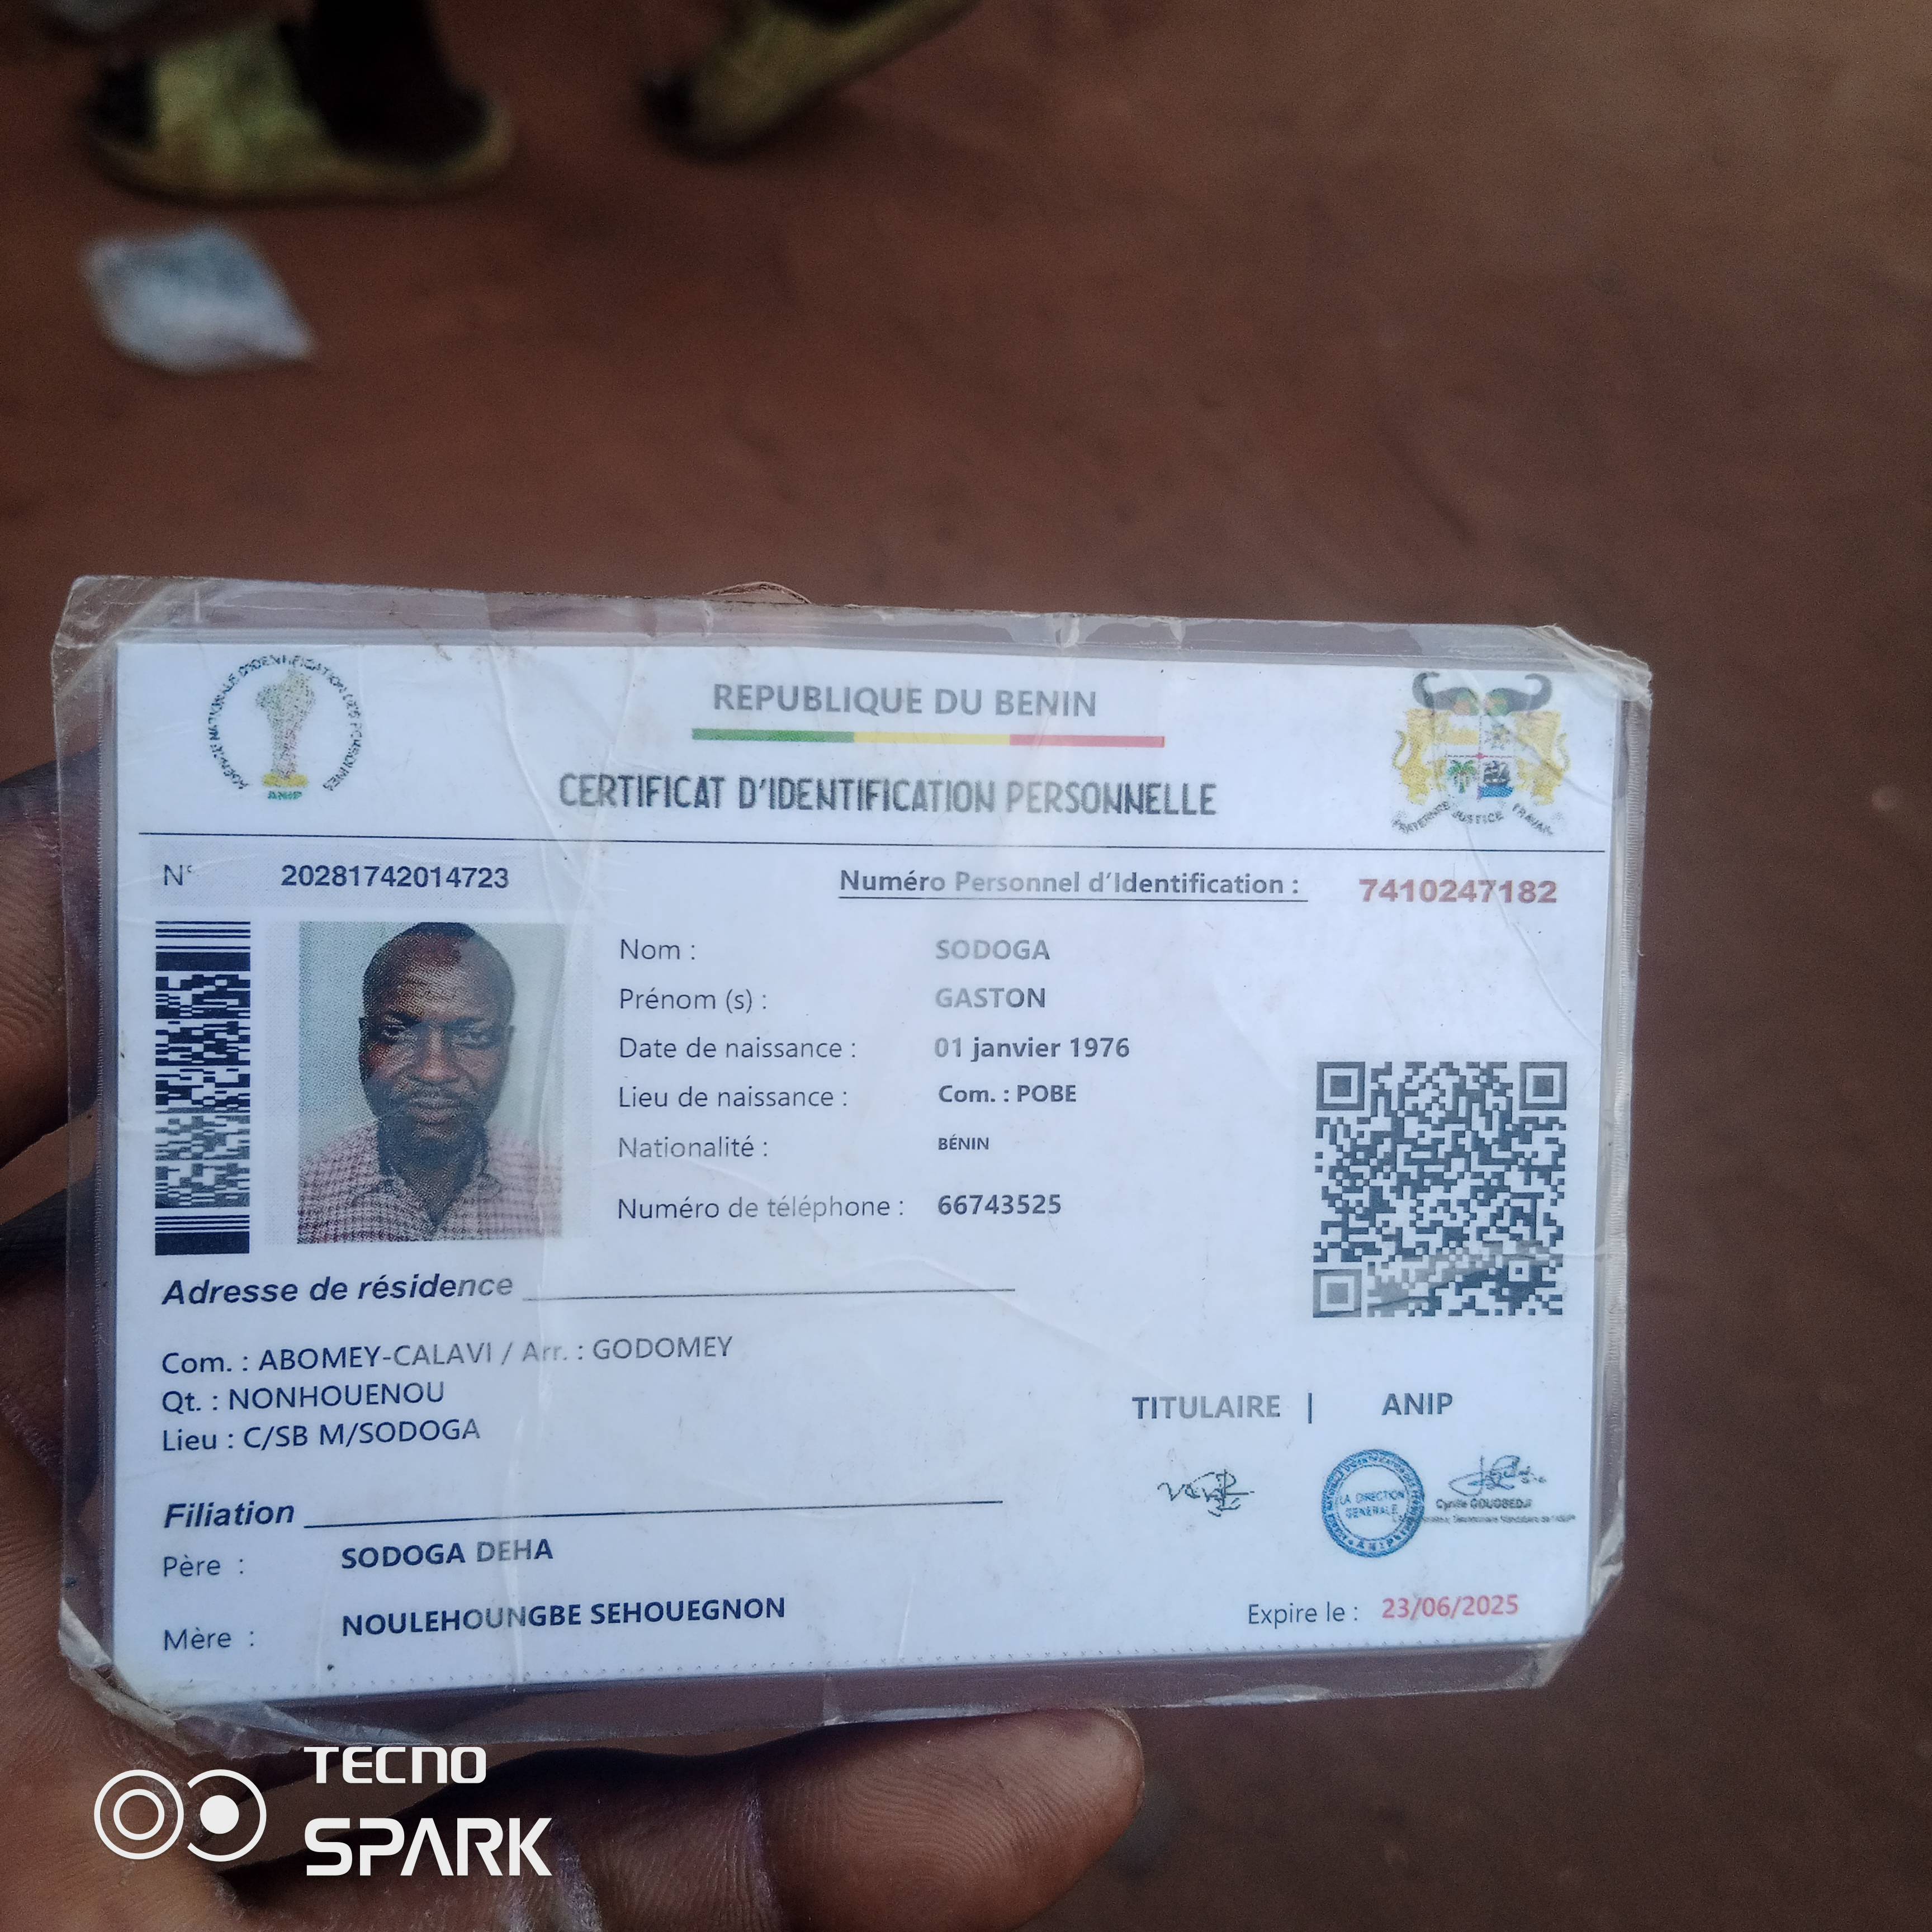 REPUBLIQUE DU BENIN
CERTIFICAT D'IDENTIFICATION PERSONNELLE
AGENCE NATIONALE D'IDENTIFICATION DES PERSONNES
ANIP
FRATERNITE JUSTICE TRAVAIL
N° 20281742014723
Numéro Personnel d'Identification : 7410247182
Nom : SODOGA
Prénom (s) : GASTON
Date de naissance : 01 janvier 1976
Lieu de naissance : Com. : POBE
Nationalité : BÉNIN
Numéro de téléphone : 66743525
Adresse de résidence
Com. : ABOMEY-CALAVI / Arr. : GODOMEY
Qt. : NONHOUENOU
Lieu : C/SB M/SODOGA
TITULAIRE | ANIP
LA DIRECTION
GENERALE
ANIP
Cyrille GOUGBEDJI
Filiation
Père : SODOGA DEHA
Mère : NOULEHOUNGBE SEHOUEGNON
Expire le : 23/06/2025
TECNO
SPARK